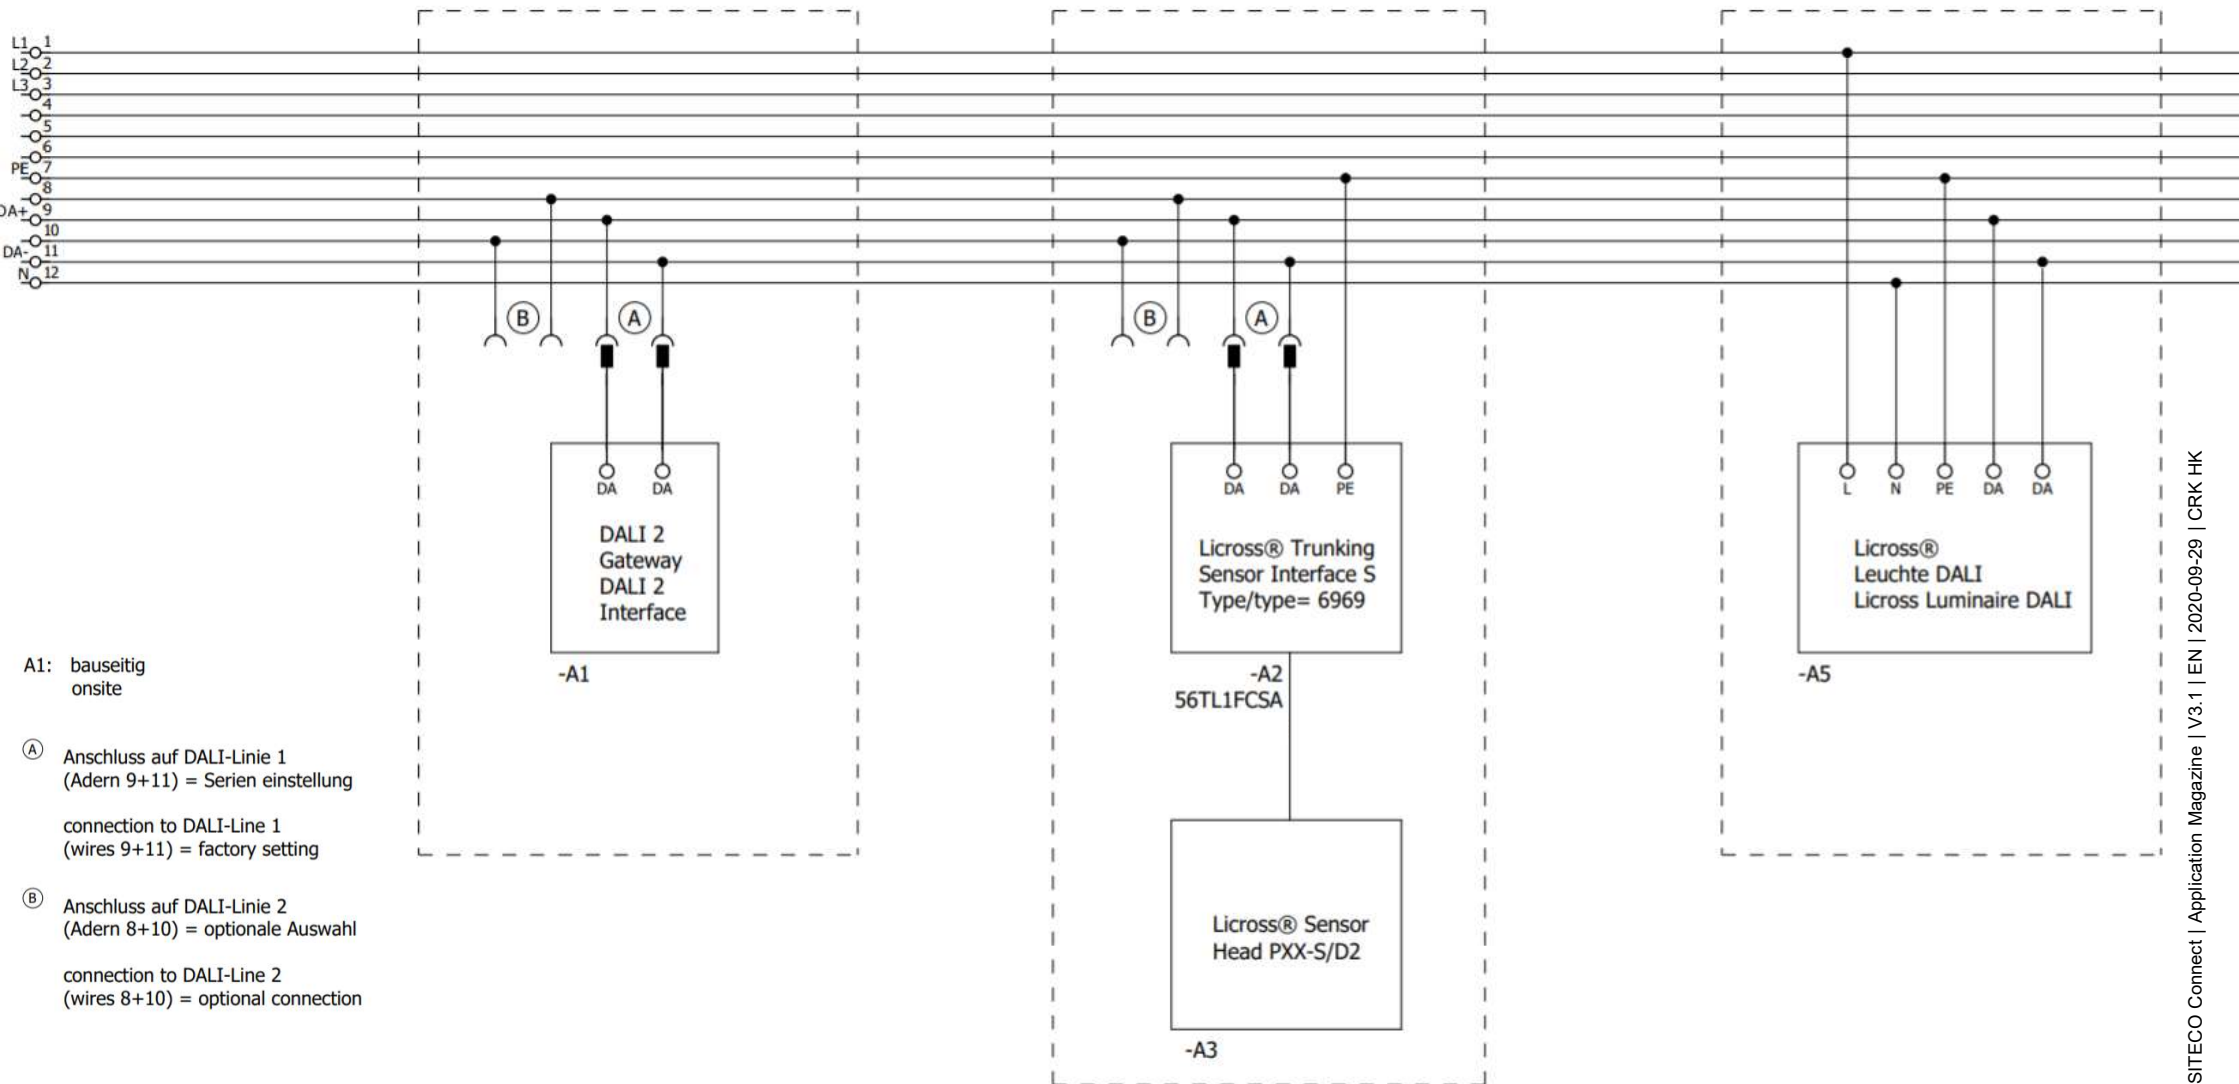 L1 1
L2 2
L3 3
4
5
6
PE 7
8
DA+ 9
10
DA- 11
N 12
B A
B A
DA DA
DALI 2
Gateway
DALI 2
Interface
-A1
DA DA PE
Licross® Trunking
Sensor Interface S
Type/type= 6969
-A2
56TL1FCSA
Licross® Sensor
Head PXX-S/D2
-A3
L N PE DA DA
Licross®
Leuchte DALI
Licross Luminaire DALI
-A5
A1: bauseitig
onsite
A Anschluss auf DALI-Linie 1
(Adern 9+11) = Serien einstellung
connection to DALI-Line 1
(wires 9+11) = factory setting
B Anschluss auf DALI-Linie 2
(Adern 8+10) = optionale Auswahl
connection to DALI-Line 2
(wires 8+10) = optional connection
SITECO Connect | Application Magazine | V3.1 | EN | 2020-09-29 | CRK HK